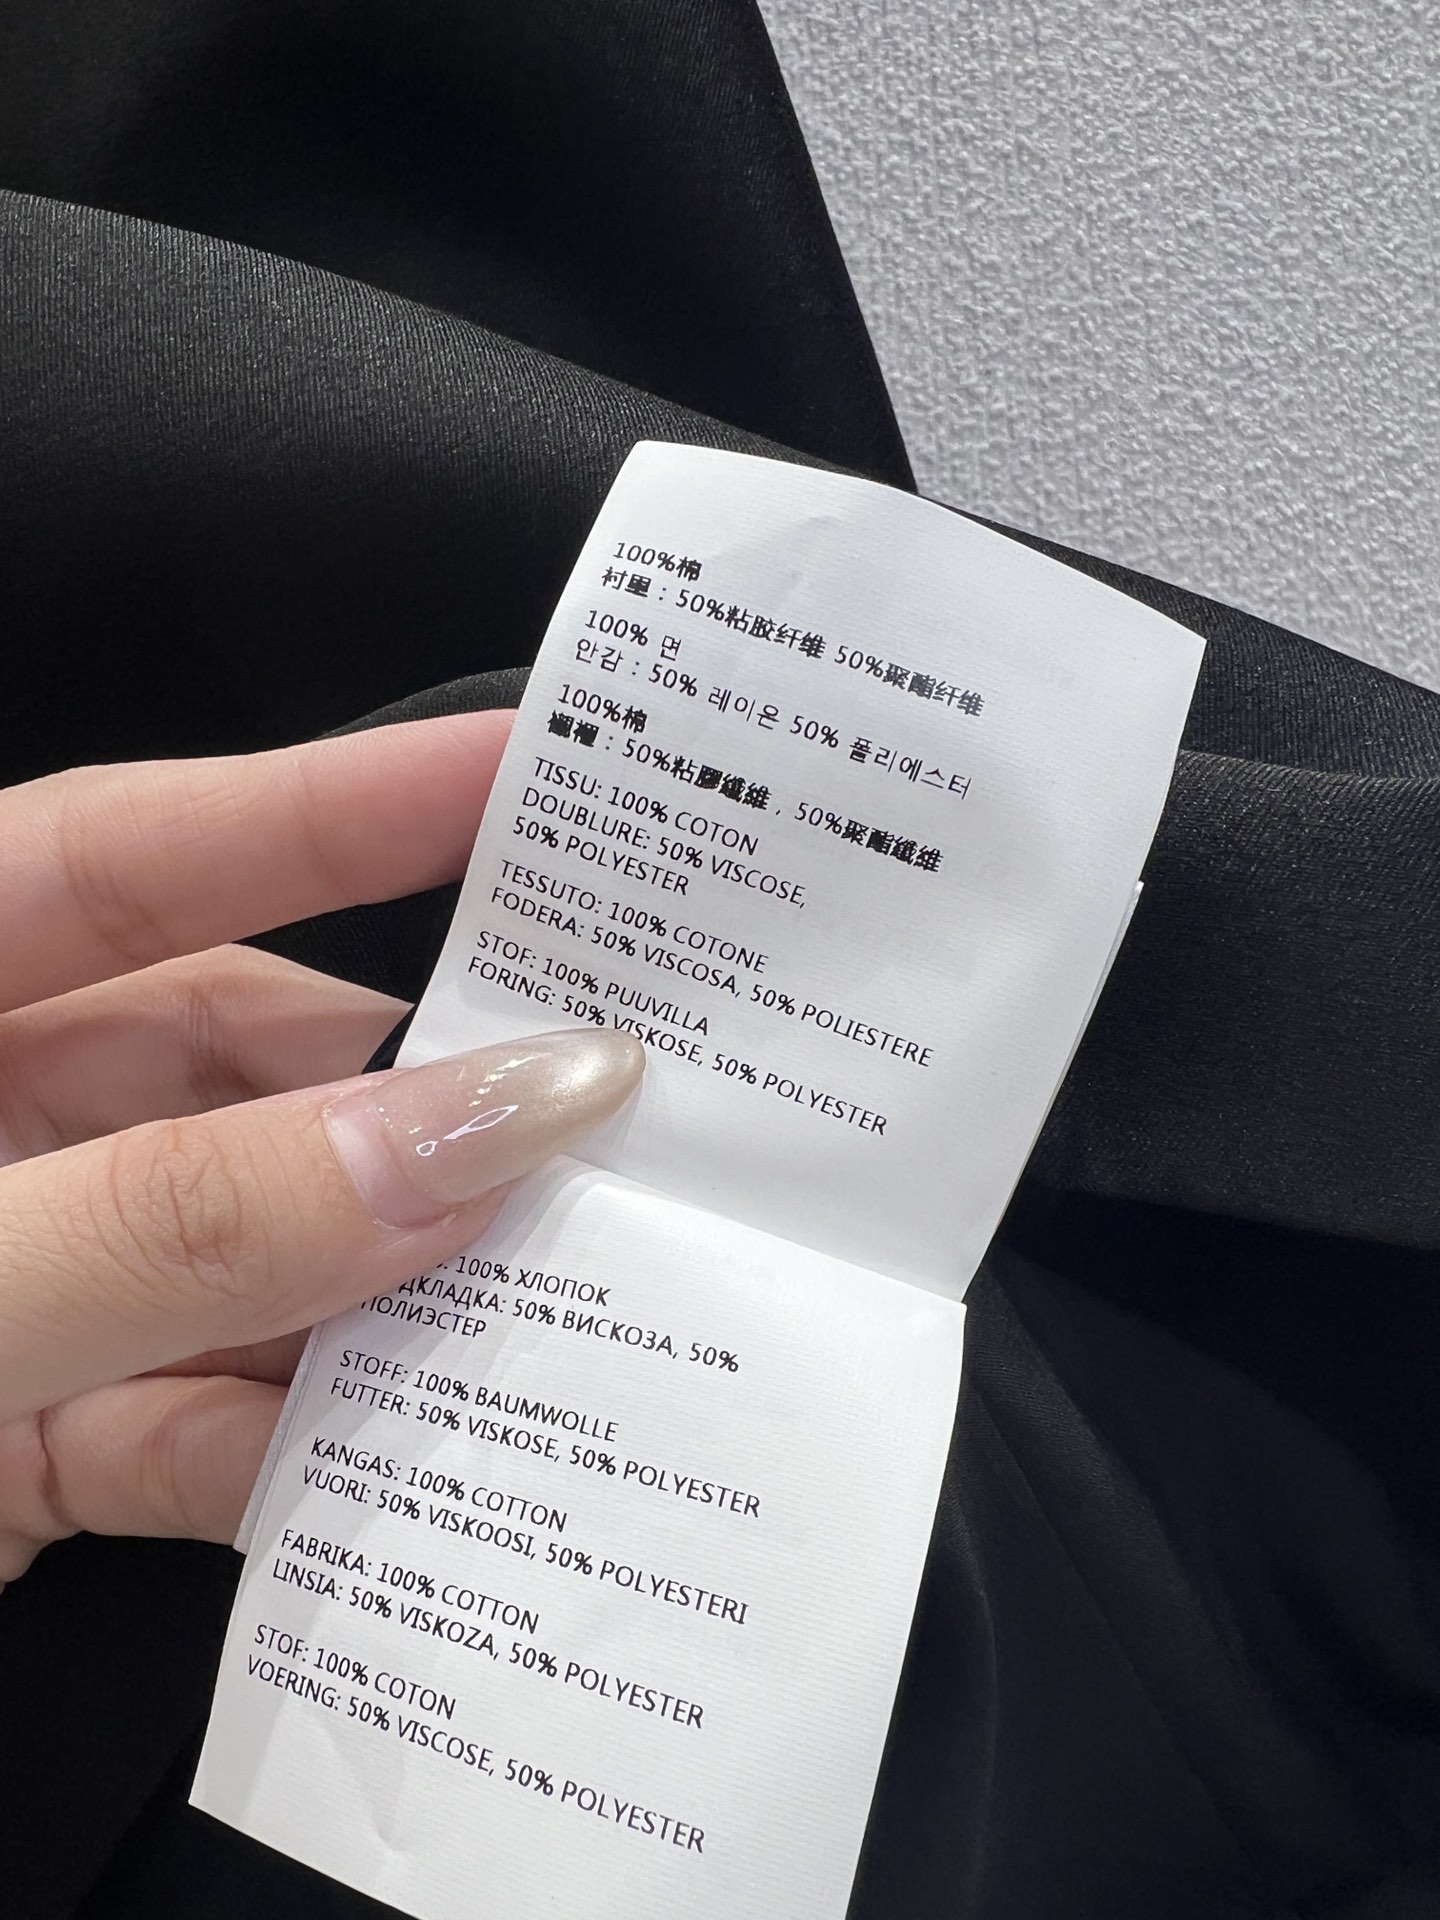 100%棉
衬里：50%粘胶纤维 50%聚酯纤维
100% 면
안감 : 50% 레이온 50% 폴리에스터
100%棉
襯裡：50%粘膠纖維, 50%聚酯纖維
TISSU: 100% COTON
DOUBLURE: 50% VISCOSE,
50% POLYESTER
TESSUTO: 100% COTONE
FODERA: 50% VISCOSA, 50% POLIESTERE
STOF: 100% PUUVILLA
FORING: 50% VISKOSE, 50% POLYESTER
100% ХЛОПОК
ДКЛАДКА: 50% ВИСКОЗА, 50%
ПОЛИЭСТЕР
STOFF: 100% BAUMWOLLE
FUTTER: 50% VISKOSE, 50% POLYESTER
KANGAS: 100% COTTON
VUORI: 50% VISKOOSI, 50% POLYESTERI
FABRIKA: 100% COTTON
LINSIA: 50% VISKOZA, 50% POLYESTER
STOF: 100% COTON
VOERING: 50% VISCOSE, 50% POLYESTER